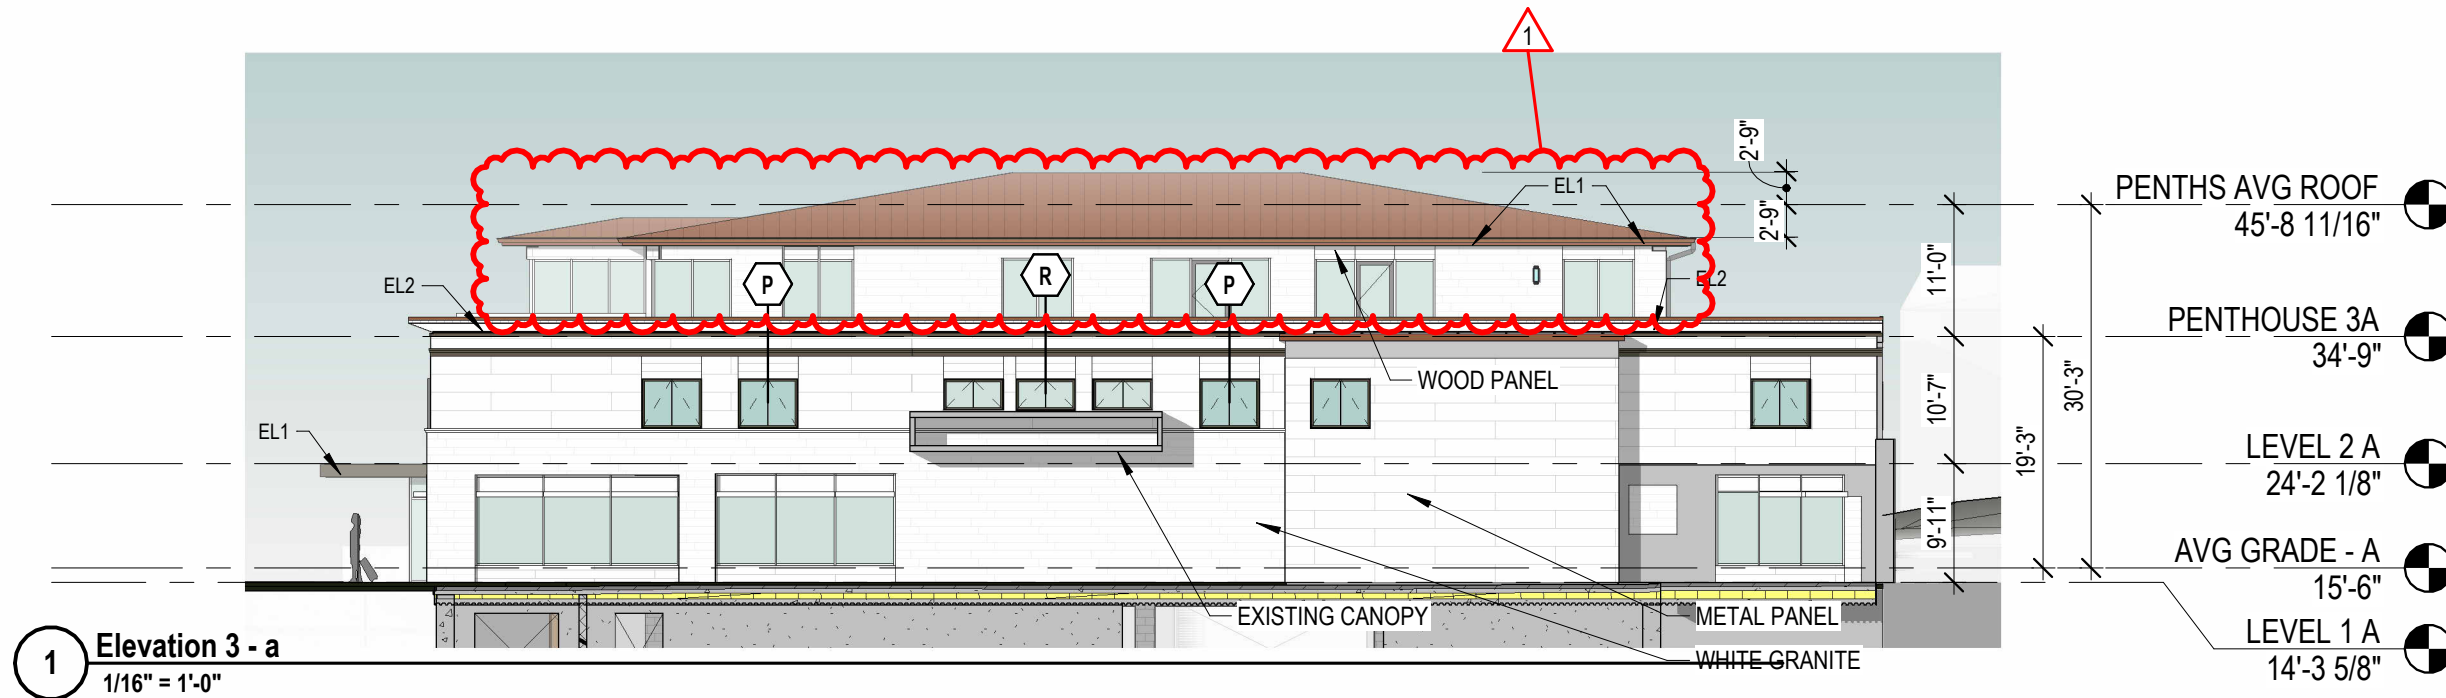 1
2'-9"
EL1
PENTHS AVG ROOF
45'-8 11/16"
2'-9"
EL2
P
R
P
EL2
11'-0"
PENTHOUSE 3A
34'-9"
WOOD PANEL
30'-3"
10'-7"
EL1
19'-3"
LEVEL 2 A
24'-2 1/8"
9'-11"
AVG GRADE - A
15'-6"
EXISTING CANOPY
METAL PANEL
LEVEL 1 A
14'-3 5/8"
WHITE GRANITE
1
Elevation 3 - a
1/16" = 1'-0"